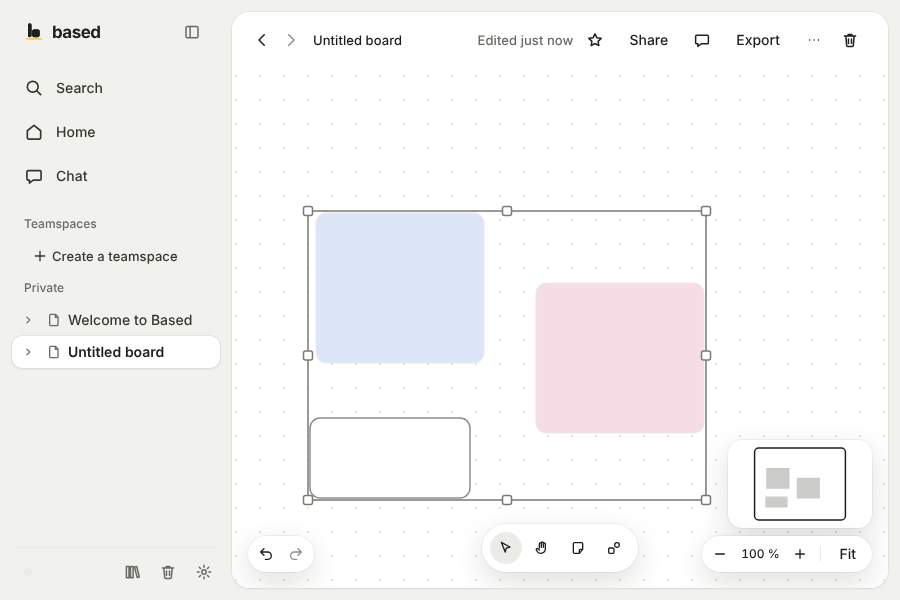 based
Search
Home
Chat
Teamspaces
Create a teamspace
Private
Welcome to Based
Untitled board
Untitled board
Edited just now
Share
Export
100 %
Fit